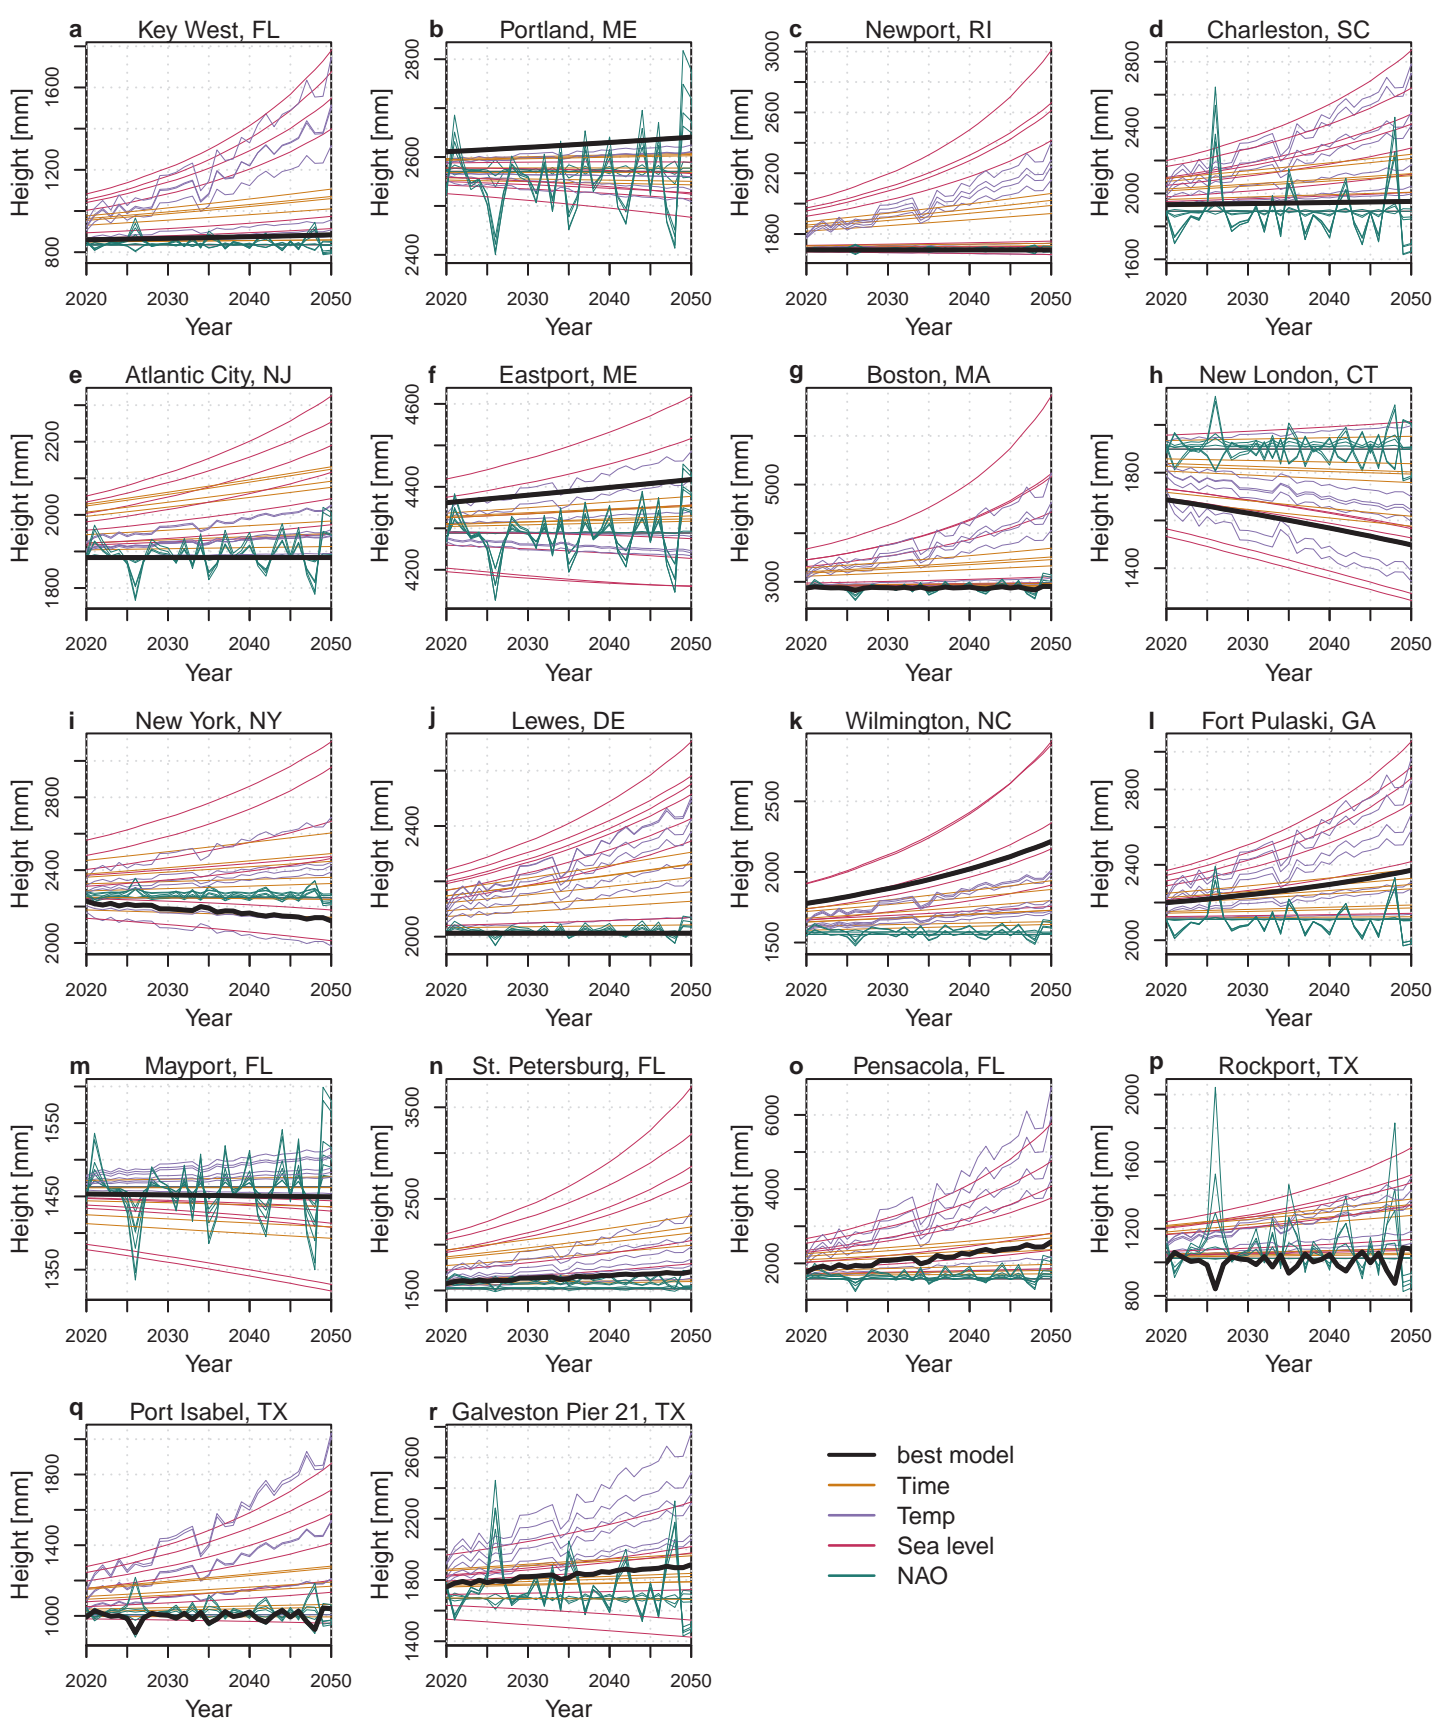 a Key West, FL
b Portland, ME
c Newport, RI
d Charleston, SC
Height [mm]
800 1200 1600
Height [mm]
2400 2600 2800
Height [mm]
1800 2200 2600 3000
Height [mm]
1600 2000 2400 2800
2020 2030 2040 2050
2020 2030 2040 2050
2020 2030 2040 2050
2020 2030 2040 2050
Year
Year
Year
Year
e Atlantic City, NJ
f Eastport, ME
g Boston, MA
h New London, CT
Height [mm]
1800 2000 2200
Height [mm]
4200 4400 4600
Height [mm]
3000 5000
Height [mm]
1400 1800
2020 2030 2040 2050
2020 2030 2040 2050
2020 2030 2040 2050
2020 2030 2040 2050
Year
Year
Year
Year
i New York, NY
j Lewes, DE
k Wilmington, NC
l Fort Pulaski, GA
Height [mm]
2000 2400 2800
Height [mm]
2000 2400
Height [mm]
1500 2000 2500
Height [mm]
2000 2400 2800
2020 2030 2040 2050
2020 2030 2040 2050
2020 2030 2040 2050
2020 2030 2040 2050
Year
Year
Year
Year
m Mayport, FL
n St. Petersburg, FL
o Pensacola, FL
p Rockport, TX
Height [mm]
1350 1450 1550
Height [mm]
1500 2500 3500
Height [mm]
2000 4000 6000
Height [mm]
800 1200 1600 2000
2020 2030 2040 2050
2020 2030 2040 2050
2020 2030 2040 2050
2020 2030 2040 2050
Year
Year
Year
Year
q Port Isabel, TX
r Galveston Pier 21, TX
Height [mm]
1000 1400 1800
Height [mm]
1400 1800 2200 2600
2020 2030 2040 2050
2020 2030 2040 2050
Year
Year
best model
Time
Temp
Sea level
NAO